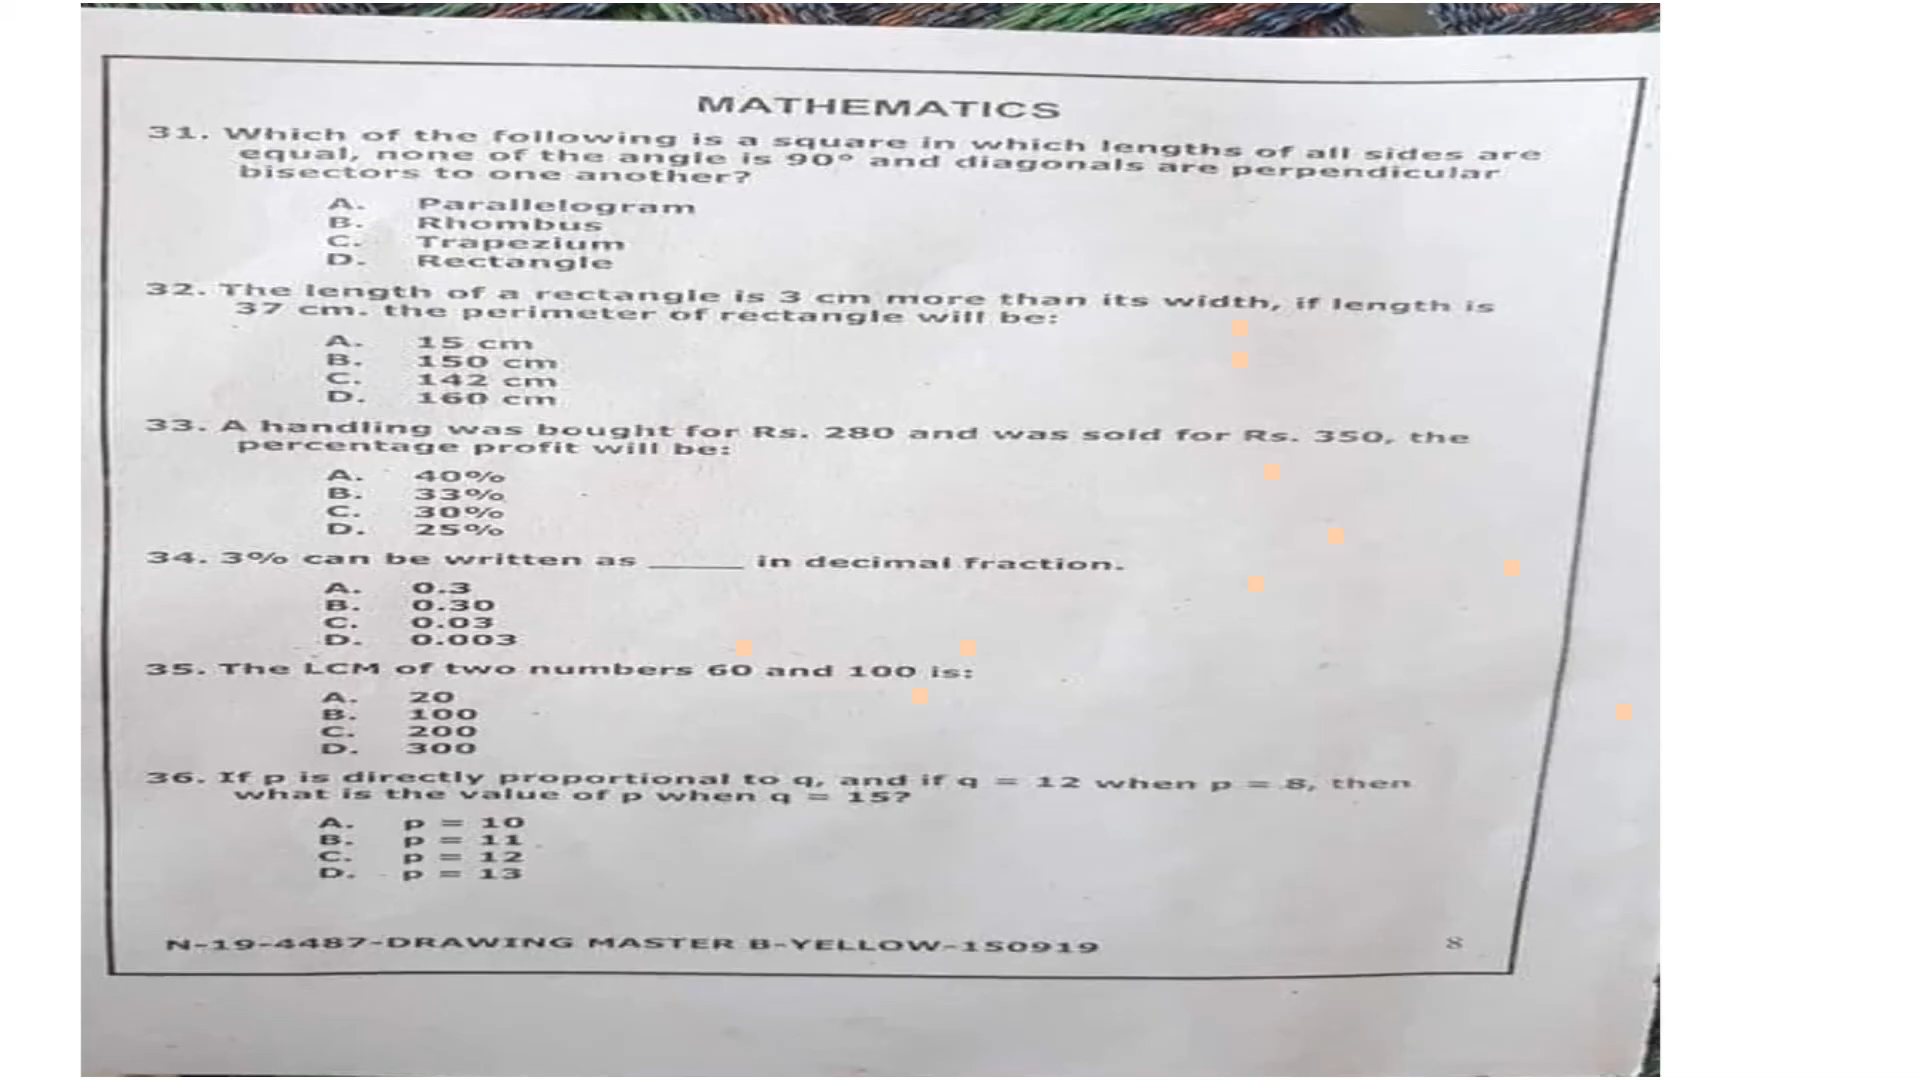 MATHEMATICS
31. Which of the following is a square in which lengths of all sides are
equal, none of the angle is 90° and diagonals are perpendicular
bisectors to one another?
A. Parallelogram
B. Rhombus
C. Trapezium
D. Rectangle
32. The length of a rectangle is 3 cm more than its width, if length is
37 cm. the perimeter of rectangle will be:
A. 15 cm
B. 150 cm
C. 142 cm
D. 160 cm
33. A handling was bought for Rs. 280 and was sold for Rs. 350, the
percentage profit will be:
A. 40%
B. 33%
C. 30%
D. 25%
34. 3% can be written as _____ in decimal fraction.
A. 0.3
B. 0.30
C. 0.03
D. 0.003
35. The LCM of two numbers 60 and 100 is:
A. 20
B. 100
C. 200
D. 300
36. If p is directly proportional to q, and if q = 12 when p = 8, then
what is the value of p when q = 15?
A. p = 10
B. p = 11
C. p = 12
D. p = 13
N-19-4487-DRAWING MASTER B-YELLOW-150919 8